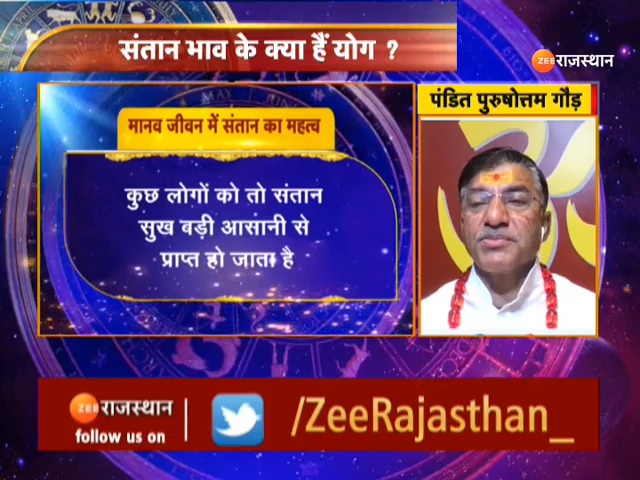 संतान भाव के क्या हैं योग ?
ZEE राजस्थान
मानव जीवन में संतान का महत्व
पंडित पुरुषोत्तम गौड़
कुछ लोगों को तो संतान
सुख बड़ी आसानी से
प्राप्त हो जाता है
ZEE राजस्थान
follow us on
/ZeeRajasthan_